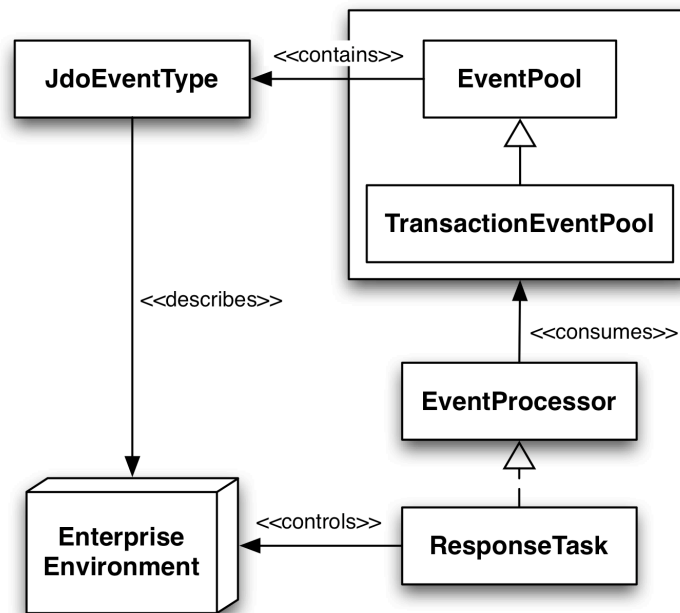 JdoEventType
<<contains>>
EventPool
TransactionEventPool
<<describes>>
<<consumes>>
EventProcessor
Enterprise
Environment
<<controls>>
ResponseTask